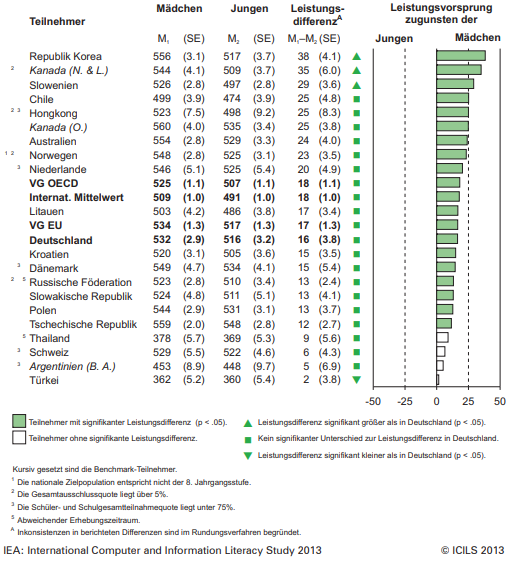 Mädchen Jungen Leistungs- Leistungsvorsprung
Teilnehmer differenzᴬ zugunsten der
M₁ (SE) M₂ (SE) M₁–M₂ (SE) Jungen Mädchen
Republik Korea 556 (3.1) 517 (3.7) 38 (4.1) ▲
² Kanada (N. & L.) 544 (4.1) 509 (3.7) 35 (6.0) ▲
Slowenien 526 (2.8) 497 (2.8) 29 (3.6) ▲
Chile 499 (3.9) 474 (3.9) 25 (4.8) ■
² ³ Hongkong 523 (7.5) 498 (9.2) 25 (8.3) ■
Kanada (O.) 560 (4.0) 535 (3.4) 25 (3.8) ■
Australien 554 (2.8) 529 (3.3) 24 (4.0) ■
¹ ² Norwegen 548 (2.8) 525 (3.1) 23 (3.5) ■
³ Niederlande 546 (5.1) 525 (5.4) 20 (4.9) ■
VG OECD 525 (1.1) 507 (1.1) 18 (1.1) ■
Internat. Mittelwert 509 (1.0) 491 (1.0) 18 (1.0) ■
Litauen 503 (4.2) 486 (3.8) 17 (3.4) ■
VG EU 534 (1.3) 517 (1.3) 17 (1.3) ■
Deutschland 532 (2.9) 516 (3.2) 16 (3.8) ■
Kroatien 520 (3.1) 505 (3.6) 15 (3.5) ■
³ Dänemark 549 (4.7) 534 (4.1) 15 (5.4) ■
² ⁵ Russische Föderation 523 (2.8) 510 (3.4) 13 (2.4) ■
Slowakische Republik 524 (4.8) 511 (5.1) 13 (4.1) ■
Polen 544 (2.9) 531 (3.1) 13 (3.7) ■
Tschechische Republik 559 (2.0) 548 (2.8) 12 (2.7) ■
⁵ Thailand 378 (5.7) 369 (5.3) 9 (5.6) ■
³ Schweiz 529 (5.5) 522 (4.6) 6 (4.3) ■
³ Argentinien (B. A.) 453 (8.9) 448 (9.7) 5 (6.9) ■
Türkei 362 (5.2) 360 (5.4) 2 (3.8) ▼
-50 -25 0 25 50
Teilnehmer mit signifikanter Leistungsdifferenz (p < .05). ▲ Leistungsdifferenz signifikant größer als in Deutschland (p < .05).
Teilnehmer ohne signifikante Leistungsdifferenz. ■ Kein signifikanter Unterschied zur Leistungsdifferenz in Deutschland.
▼ Leistungsdifferenz signifikant kleiner als in Deutschland (p < .05).
Kursiv gesetzt sind die Benchmark-Teilnehmer.
¹ Die nationale Zielpopulation entspricht nicht der 8. Jahrgangsstufe.
² Die Gesamtausschlussquote liegt über 5%.
³ Die Schüler- und Schulgesamtteilnahmequote liegt unter 75%.
⁵ Abweichender Erhebungszeitraum.
ᴬ Inkonsistenzen in berichteten Differenzen sind im Rundungsverfahren begründet.
IEA: International Computer and Information Literacy Study 2013 © ICILS 2013